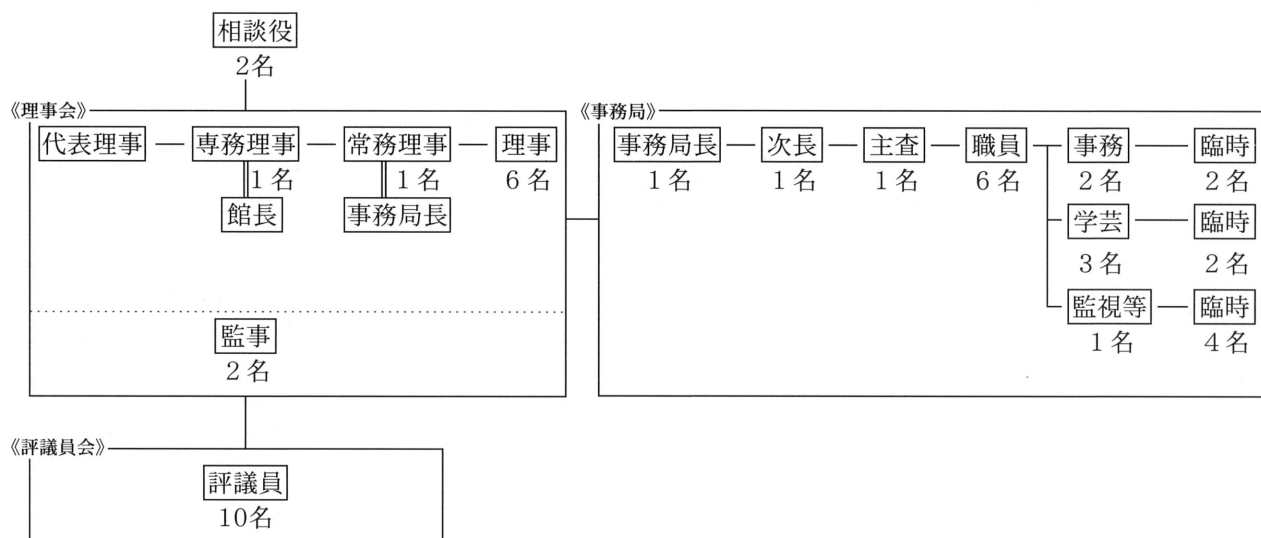 相談役
2名
《理事会》
代表理事 専務理事 常務理事 理事
1名 1名 6名
館長 事務局長
監事
2名
《事務局》
事務局長 次長 主査 職員 事務 臨時
1名 1名 1名 6名 2名 2名
学芸 臨時
3名 2名
監視等 臨時
1名 4名
《評議員会》
評議員
10名